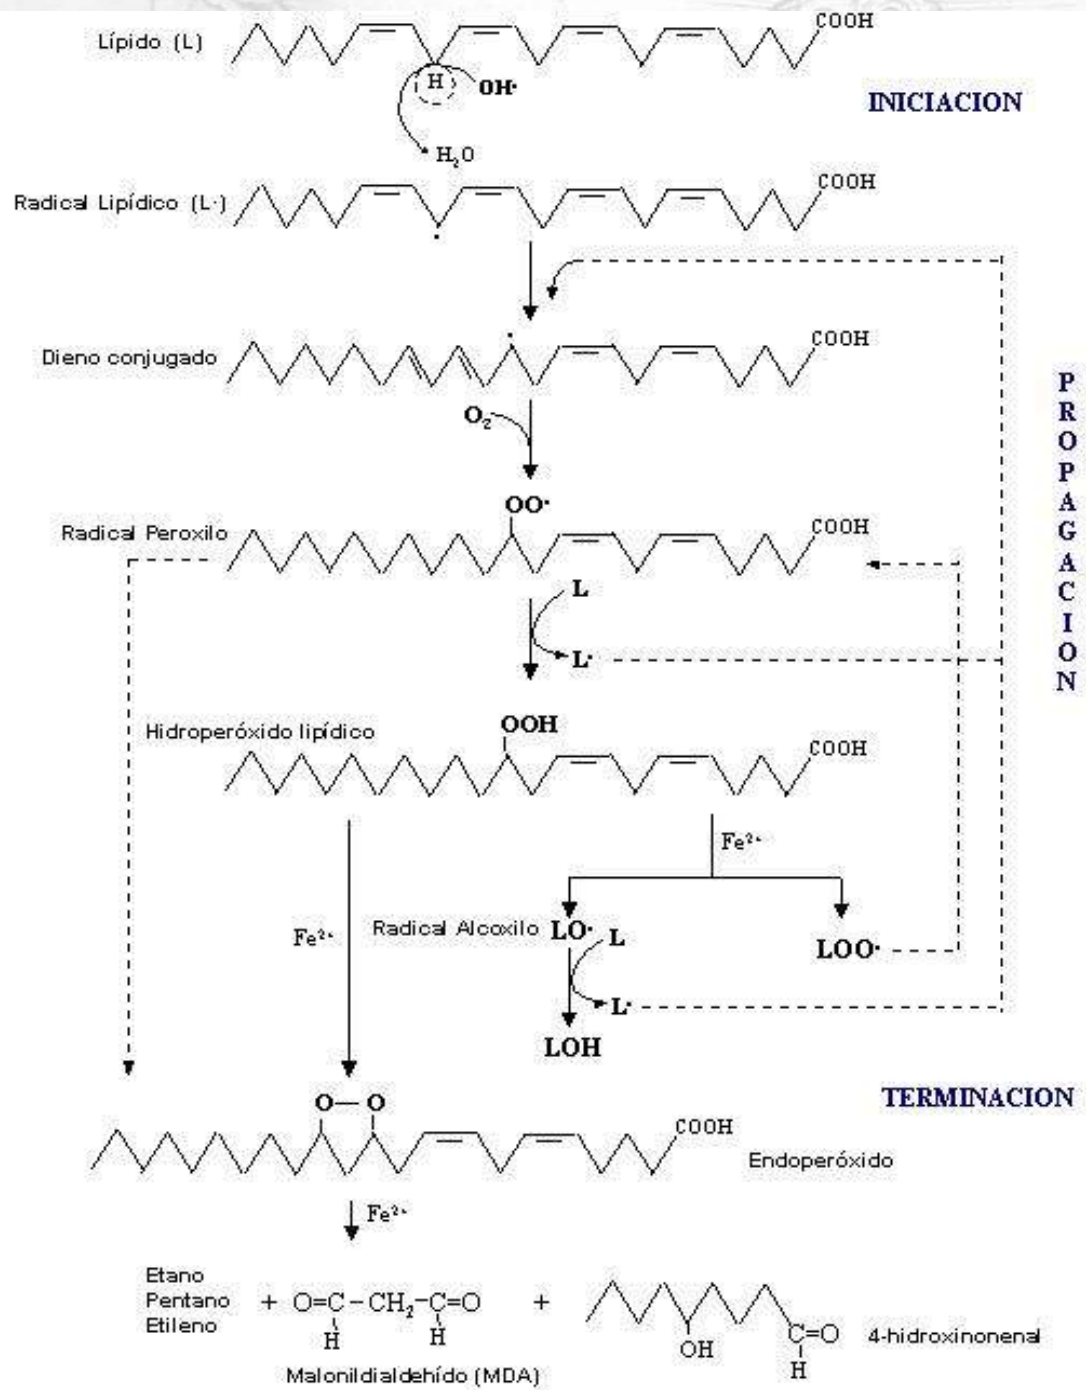 COOH
Lípido (L)
H
OH·
INICIACION
H₂O
COOH
Radical Lipídico (L·)
COOH
Dieno conjugado
PROPAGACION
O₂
OO·
COOH
Radical Peroxilo
L
L·
OOH
Hidroperóxido lipídico
COOH
Fe²⁺
Fe²⁺
Radical Alcoxilo LO·
L
LOO·
L·
LOH
TERMINACION
O—O
COOH
Endoperóxido
Fe²⁺
Etano
Pentano
Etileno
+ O=C-CH₂-C=O +
H H
OH
C=O
H
4-hidroxinonenal
Malonildialdehído (MDA)